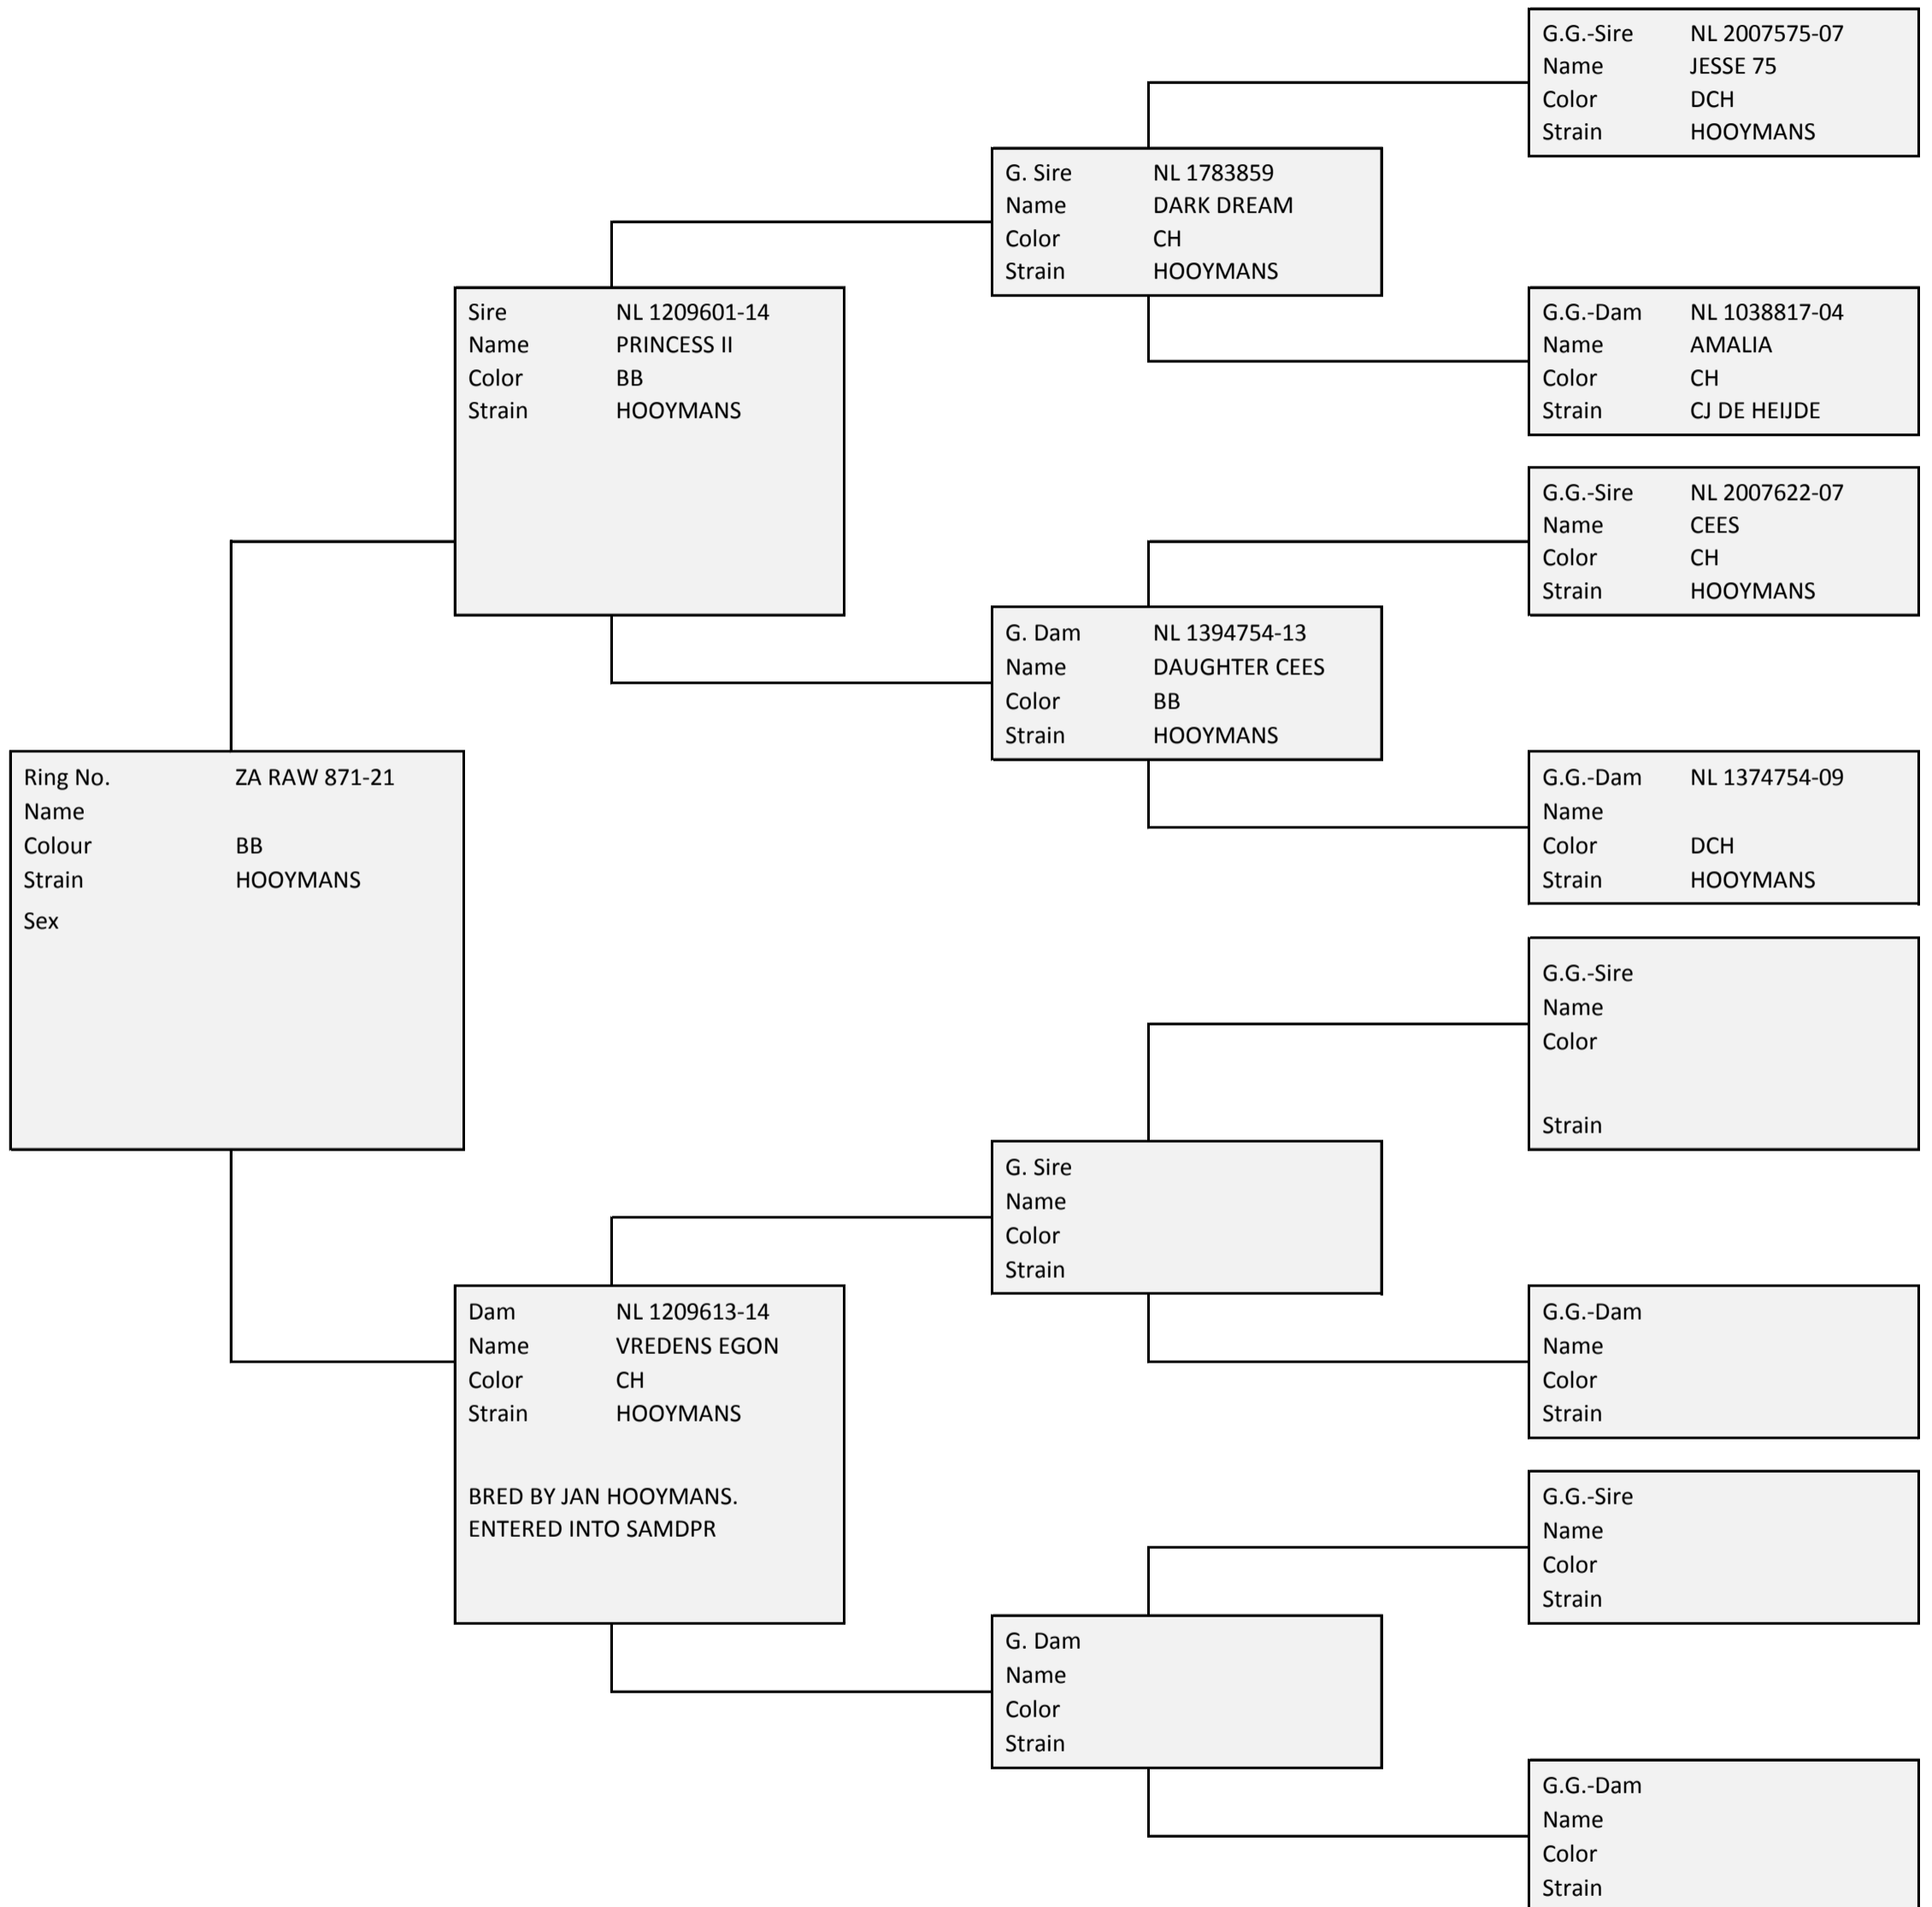 G.G.-Sire NL 2007575-07
Name JESSE 75
Color DCH
Strain HOOYMANS
G. Sire NL 1783859
Name DARK DREAM
Color CH
Strain HOOYMANS
Sire NL 1209601-14
Name PRINCESS II
Color BB
Strain HOOYMANS
G.G.-Dam NL 1038817-04
Name AMALIA
Color CH
Strain CJ DE HEIJDE
G.G.-Sire NL 2007622-07
Name CEES
Color CH
Strain HOOYMANS
G. Dam NL 1394754-13
Name DAUGHTER CEES
Color BB
Strain HOOYMANS
Ring No. ZA RAW 871-21
Name
Colour BB
Strain HOOYMANS
Sex
G.G.-Dam NL 1374754-09
Name
Color DCH
Strain HOOYMANS
G.G.-Sire
Name
Color
Strain
G. Sire
Name
Color
Strain
Dam NL 1209613-14
Name VREDENS EGON
Color CH
Strain HOOYMANS
BRED BY JAN HOOYMANS.
ENTERED INTO SAMDPR
G.G.-Dam
Name
Color
Strain
G.G.-Sire
Name
Color
Strain
G. Dam
Name
Color
Strain
G.G.-Dam
Name
Color
Strain